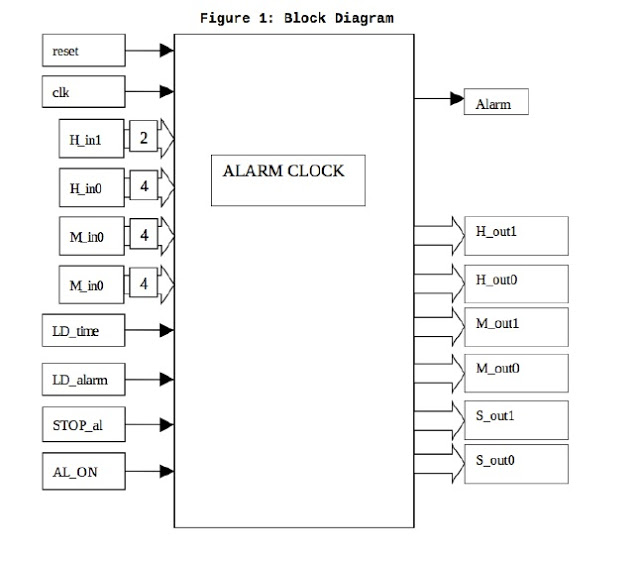 Figure 1: Block Diagram
reset
clk
H_in1
2
H_in0
4
M_in0
4
M_in0
4
LD_time
LD_alarm
STOP_al
AL_ON
ALARM CLOCK
Alarm
H_out1
H_out0
M_out1
M_out0
S_out1
S_out0